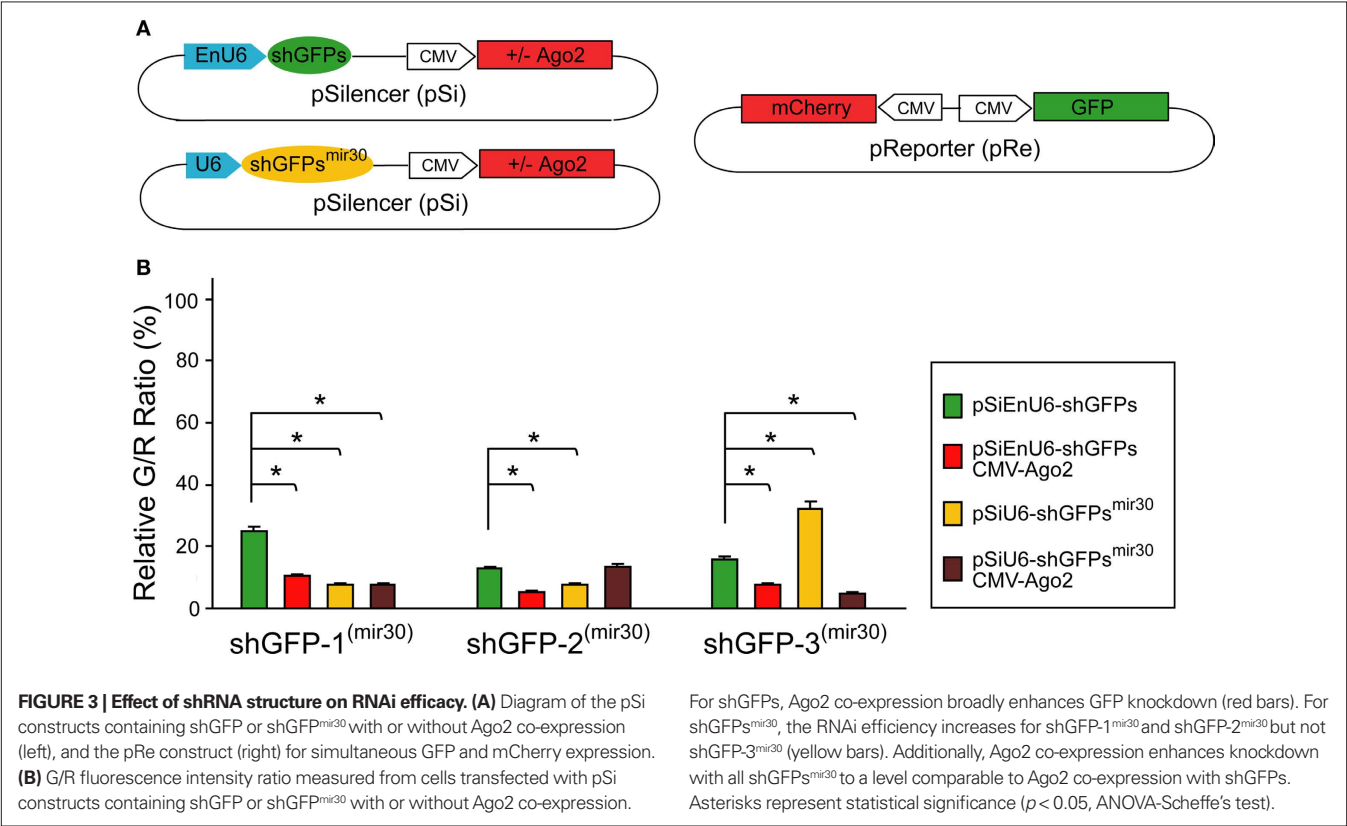 A
EnU6 shGFPs CMV +/- Ago2
pSilencer (pSi)
U6 shGFPs^mir30 CMV +/- Ago2
pSilencer (pSi)
mCherry CMV CMV GFP
pReporter (pRe)
B
Relative G/R Ratio (%)
100
80
60
40
20
0
* * *
* *
* * *
shGFP-1^(mir30) shGFP-2^(mir30) shGFP-3^(mir30)
pSiEnU6-shGFPs
pSiEnU6-shGFPs
CMV-Ago2
pSiU6-shGFPs^mir30
pSiU6-shGFPs^mir30
CMV-Ago2
FIGURE 3 | Effect of shRNA structure on RNAi efficacy. (A) Diagram of the pSi
constructs containing shGFP or shGFP^mir30 with or without Ago2 co-expression
(left), and the pRe construct (right) for simultaneous GFP and mCherry expression.
(B) G/R fluorescence intensity ratio measured from cells transfected with pSi
constructs containing shGFP or shGFP^mir30 with or without Ago2 co-expression.
For shGFPs, Ago2 co-expression broadly enhances GFP knockdown (red bars). For
shGFPs^mir30, the RNAi efficiency increases for shGFP-1^mir30 and shGFP-2^mir30 but not
shGFP-3^mir30 (yellow bars). Additionally, Ago2 co-expression enhances knockdown
with all shGFPs^mir30 to a level comparable to Ago2 co-expression with shGFPs.
Asterisks represent statistical significance (p < 0.05, ANOVA-Scheffe's test).